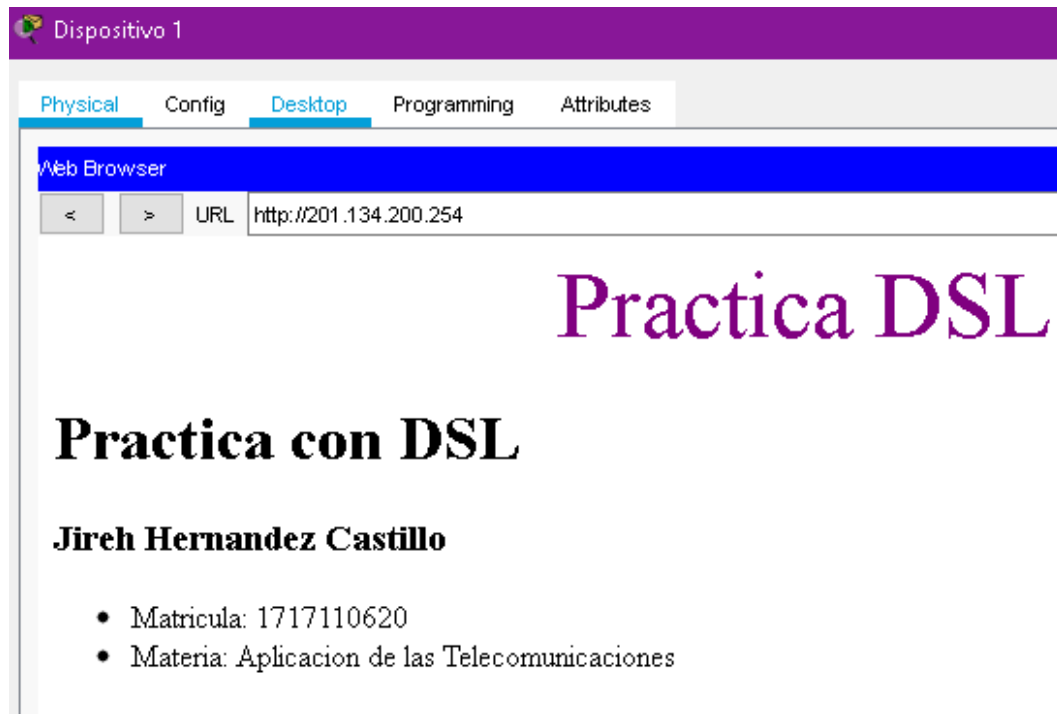 Dispositivo 1
Physical Config Desktop Programming Attributes
Web Browser
< > URL http://201.134.200.254
Practica DSL
Practica con DSL
Jireh Hernandez Castillo
• Matricula: 1717110620
• Materia: Aplicacion de las Telecomunicaciones